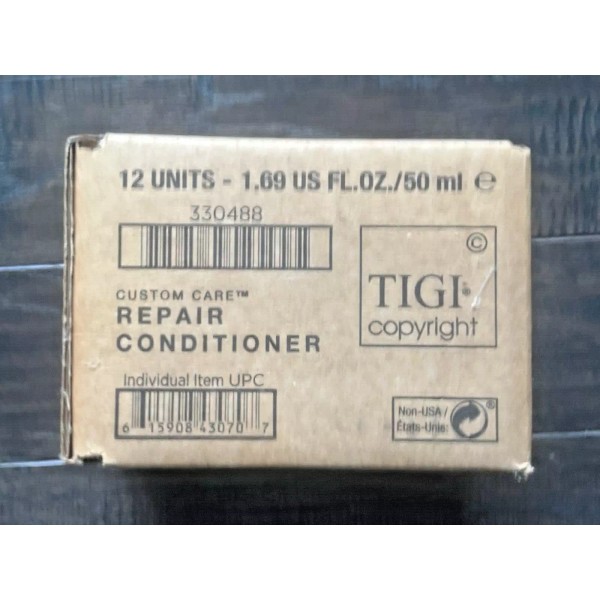 12 UNITS - 1.69 US FL.OZ./50 ml ℮
330488
©
TIGI®
copyright
CUSTOM CARE™
REPAIR
CONDITIONER
Individual Item UPC
6 15908 43070 7
Non-USA /
États-Unis:
®